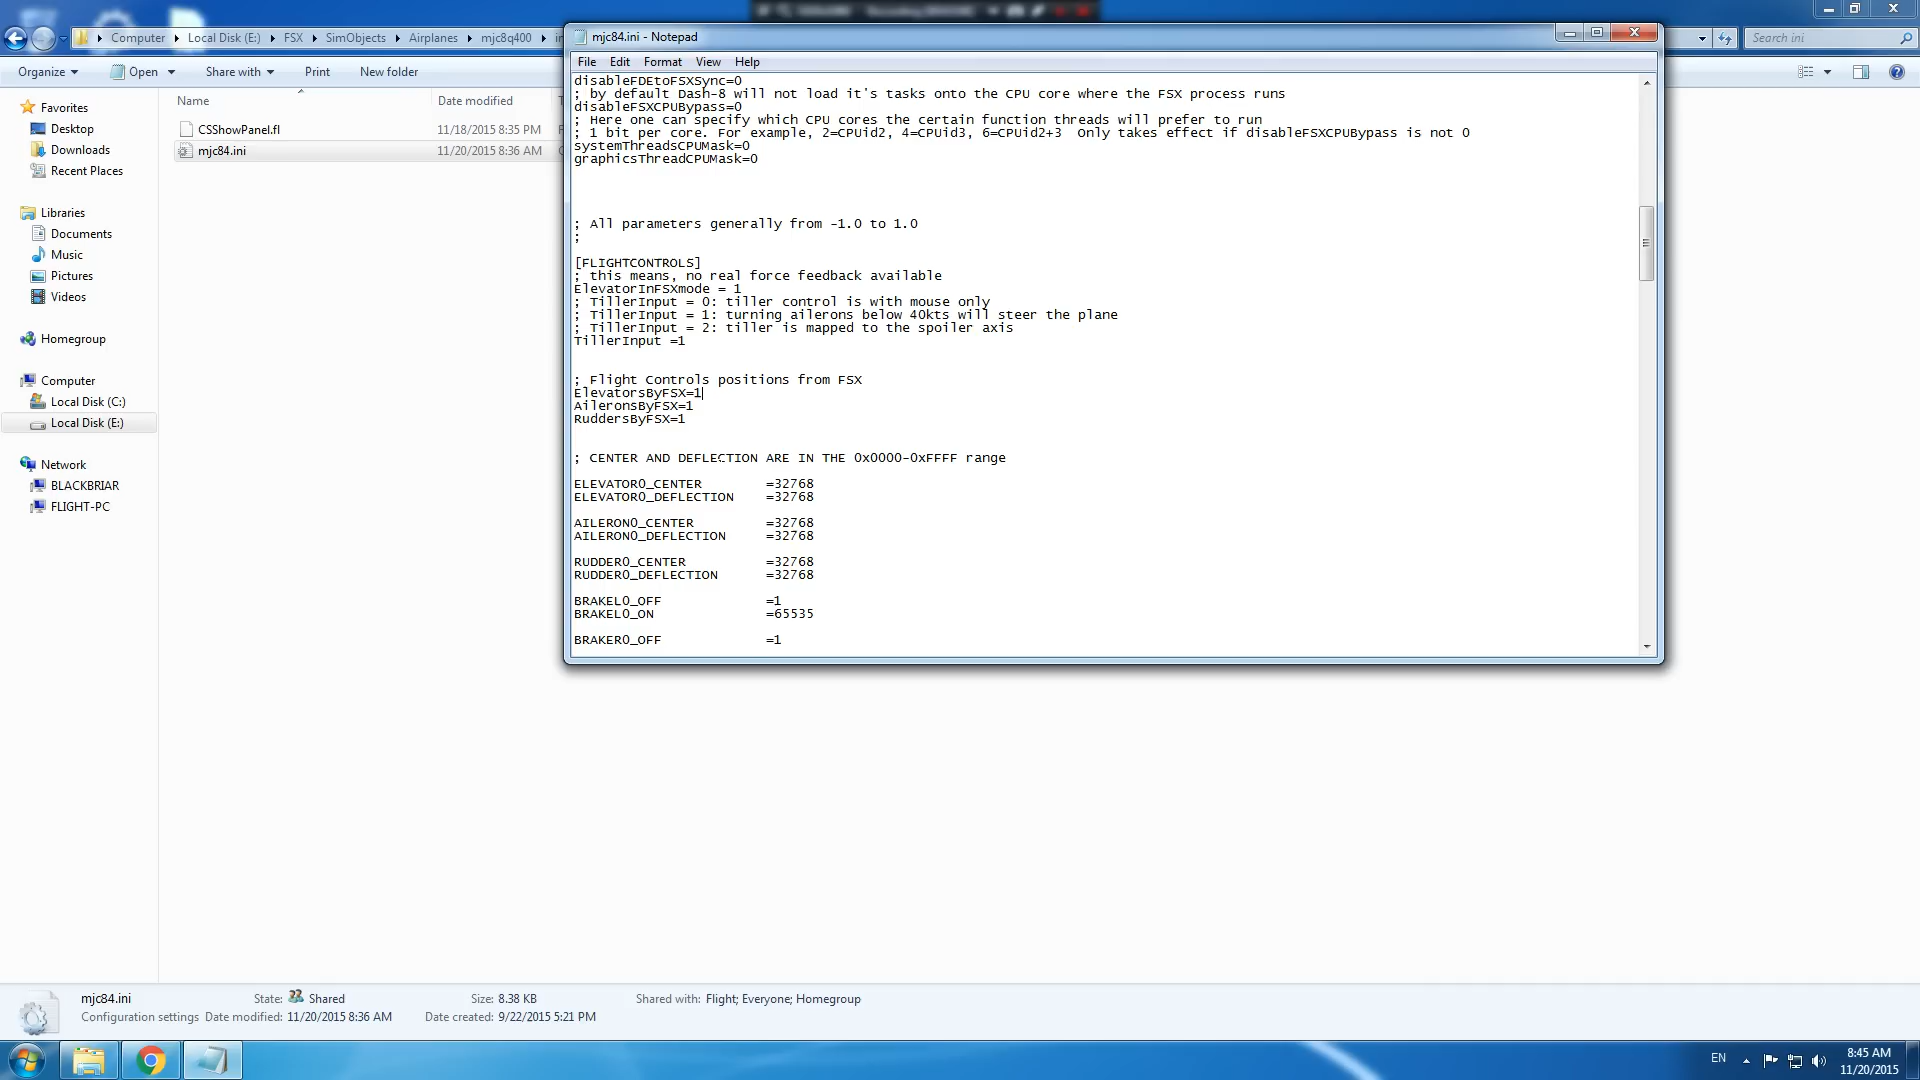 Computer ▸ Local Disk (E:) ▸ FSX ▸ SimObjects ▸ Airplanes ▸ mjc8q400 ▸
Search ini
Organize
Open
Share with
Print
New folder
Name
Date modified
CSShowPanel.fl
11/18/2015 8:35 PM
mjc84.ini
11/20/2015 8:36 AM
Favorites
Desktop
Downloads
Recent Places
Libraries
Documents
Music
Pictures
Videos
Homegroup
Computer
Local Disk (C:)
Local Disk (E:)
Network
BLACKBRIAR
FLIGHT-PC
mjc84.ini - Notepad
File Edit Format View Help
disableFDEtoFSXSync=0
; by default Dash-8 will not load it's tasks onto the CPU core where the FSX process runs
disableFSXCPUBypass=0
; Here one can specify which CPU cores the certain function threads will prefer to run
; 1 bit per core. For example, 2=CPUid2, 4=CPUid3, 6=CPUid2+3  Only takes effect if disableFSXCPUBypass is not 0
systemThreadsCPUMask=0
graphicsThreadCPUMask=0
; All parameters generally from -1.0 to 1.0
;
[FLIGHTCONTROLS]
; this means, no real force feedback available
ElevatorInFSXmode = 1
; TillerInput = 0: tiller control is with mouse only
; TillerInput = 1: turning ailerons below 40kts will steer the plane
; TillerInput = 2: tiller is mapped to the spoiler axis
TillerInput =1
; Flight Controls positions from FSX
ElevatorsByFSX=1
AileronsByFSX=1
RuddersByFSX=1
; CENTER AND DEFLECTION ARE IN THE 0x0000-0xFFFF range
ELEVATOR0_CENTER =32768
ELEVATOR0_DEFLECTION =32768
AILERON0_CENTER =32768
AILERON0_DEFLECTION =32768
RUDDER0_CENTER =32768
RUDDER0_DEFLECTION =32768
BRAKEL0_OFF =1
BRAKEL0_ON =65535
BRAKER0_OFF =1
mjc84.ini State: Shared Size: 8.38 KB Shared with: Flight; Everyone; Homegroup
Configuration settings Date modified: 11/20/2015 8:36 AM Date created: 9/22/2015 5:21 PM
EN
8:45 AM
11/20/2015